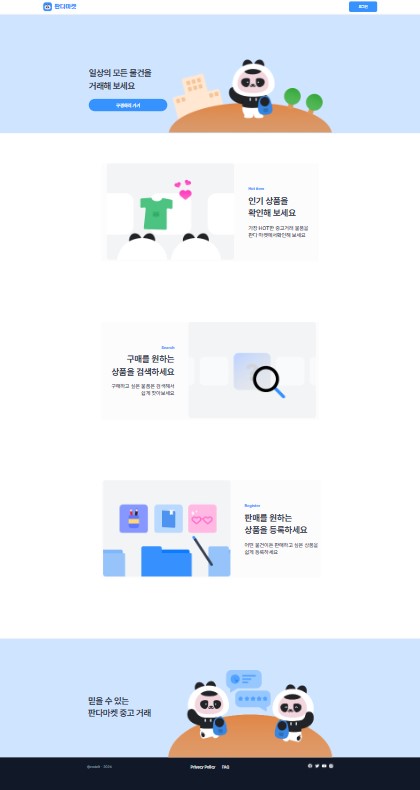 판다마켓
로그인
일상의 모든 물건을
거래해 보세요
구경하러 가기
Hot item
인기 상품을
확인해 보세요
가장 HOT한 중고거래 물품을
판다 마켓에서 확인해 보세요
Search
구매를 원하는
상품을 검색하세요
구매하고 싶은 물품은 검색해서
쉽게 찾아보세요
Register
판매를 원하는
상품을 등록하세요
어떤 물건이든 판매하고 싶은 상품을
쉽게 등록하세요
믿을 수 있는
판다마켓 중고 거래
Privacy Policy FAQ